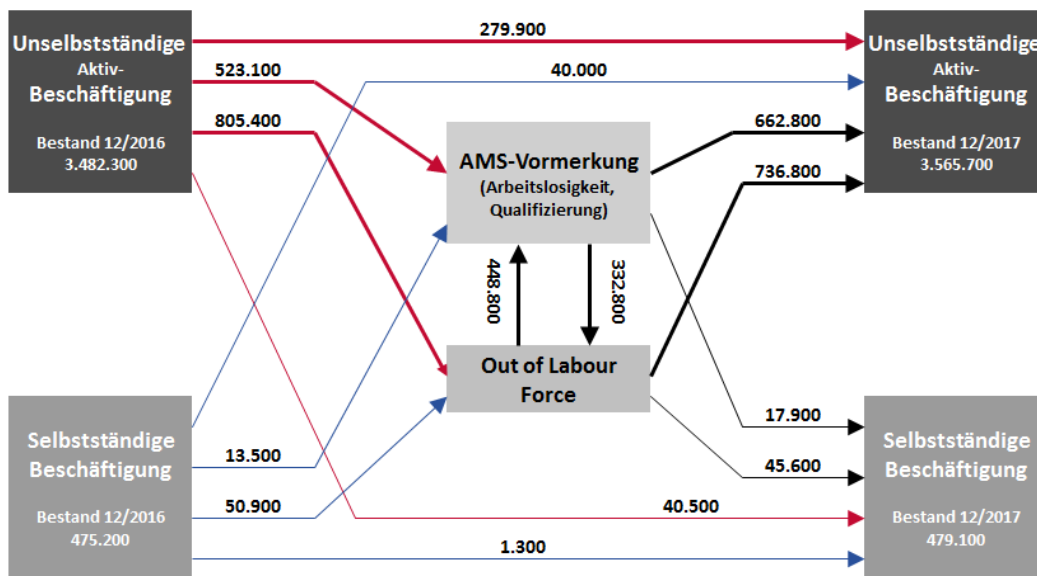 Unselbstständige
Aktiv-
Beschäftigung
Bestand 12/2016
3.482.300
279.900
523.100
40.000
805.400
Unselbstständige
Aktiv-
Beschäftigung
Bestand 12/2017
3.565.700
662.800
736.800
AMS-Vormerkung
(Arbeitslosigkeit,
Qualifizierung)
448.800
332.800
Out of Labour
Force
Selbstständige
Beschäftigung
Bestand 12/2016
475.200
13.500
50.900
17.900
45.600
40.500
1.300
Selbstständige
Beschäftigung
Bestand 12/2017
479.100